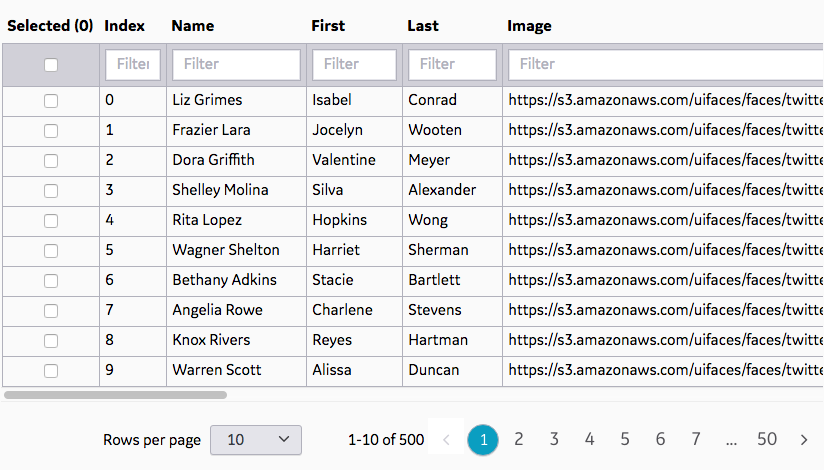 Selected (0) Index Name First Last Image
Filter Filter Filter Filter Filter
0 Liz Grimes Isabel Conrad https://s3.amazonaws.com/uifaces/faces/twitte
1 Frazier Lara Jocelyn Wooten https://s3.amazonaws.com/uifaces/faces/twitte
2 Dora Griffith Valentine Meyer https://s3.amazonaws.com/uifaces/faces/twitte
3 Shelley Molina Silva Alexander https://s3.amazonaws.com/uifaces/faces/twitte
4 Rita Lopez Hopkins Wong https://s3.amazonaws.com/uifaces/faces/twitte
5 Wagner Shelton Harriet Sherman https://s3.amazonaws.com/uifaces/faces/twitte
6 Bethany Adkins Stacie Bartlett https://s3.amazonaws.com/uifaces/faces/twitte
7 Angelia Rowe Charlene Stevens https://s3.amazonaws.com/uifaces/faces/twitte
8 Knox Rivers Reyes Hartman https://s3.amazonaws.com/uifaces/faces/twitte
9 Warren Scott Alissa Duncan https://s3.amazonaws.com/uifaces/faces/twitte
Rows per page 10 1-10 of 500 1 2 3 4 5 6 7 ... 50